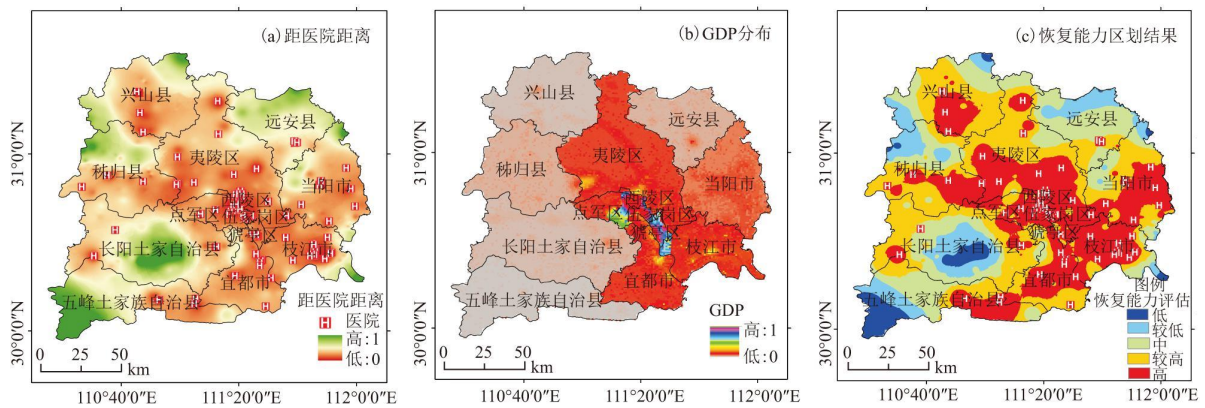 (a)距医院距离
兴山县
远安县
夷陵区
秭归县
当阳市
西陵区
点军区伍家岗区
猇亭区
长阳土家自治县
枝江市
宜都市
五峰土家族自治县
距医院距离
H 医院
高:1
低:0
0 25 50
km
31°0′0″N
30°0′0″N
110°40′0″E
111°20′0″E
112°0′0″E
(b)GDP分布
兴山县
远安县
夷陵区
秭归县
当阳市
西陵区
点军区伍家岗区
猇亭区
长阳土家自治县
枝江市
宜都市
五峰土家族自治县
GDP
高:1
低:0
0 25 50
km
31°0′0″N
30°0′0″N
110°40′0″E
111°20′0″E
112°0′0″E
(c)恢复能力区划结果
兴山县
远安县
夷陵区
秭归县
当阳市
西陵区
点军区伍家岗区
猇亭区
长阳土家自治县
枝江市
宜都市
五峰土家族自治县
图例
恢复能力评估
低
较低
中
较高
高
0 25 50
km
31°0′0″N
30°0′0″N
110°40′0″E
111°20′0″E
112°0′0″E